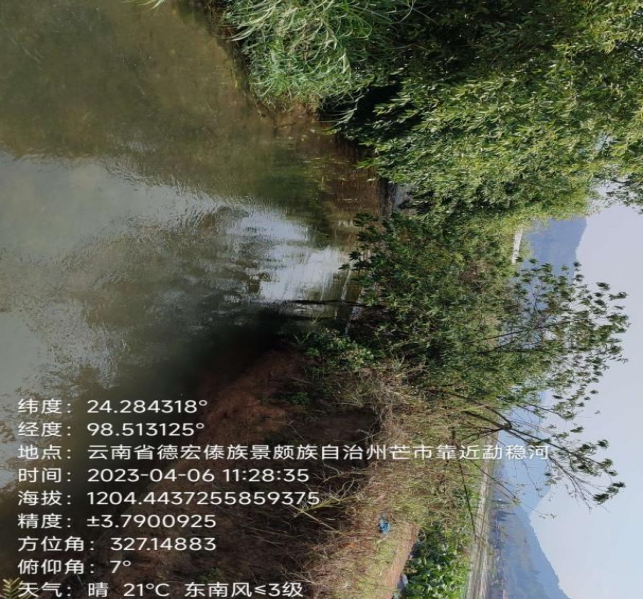 纬度：24.284318°
经度：98.513125°
地点：云南省德宏傣族景颇族自治州芒市靠近勐稳河
时间：2023-04-06 11:28:35
海拔：1204.4437255859375
精度：±3.7900925
方位角：327.14883
俯仰角：7°
天气：晴 21°C 东南风≤3级